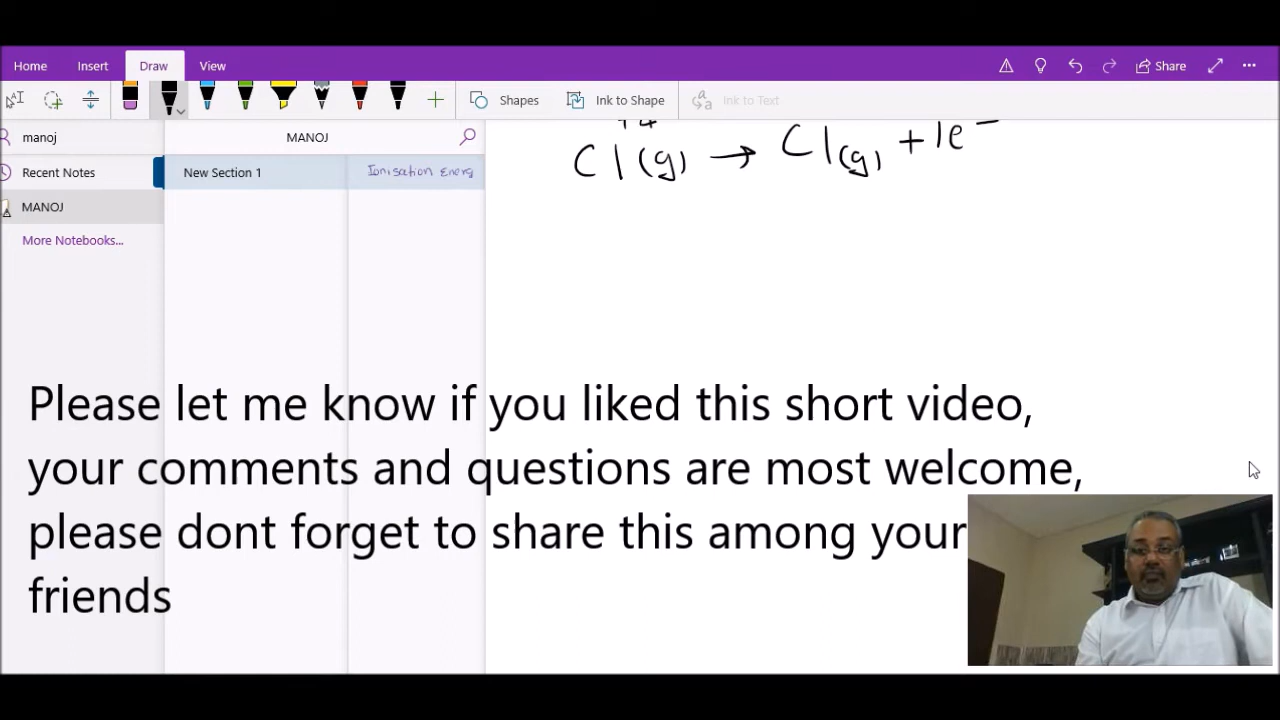 Home Insert Draw View Share
Shapes Ink to Shape Ink to Text
manoj MANOJ
Recent Notes New Section 1 Ionisation Energ
MANOJ
More Notebooks...
Cl(g) → Cl(g) + 1e⁻
Please let me know if you liked this short video,
your comments and questions are most welcome,
please dont forget to share this among your
friends